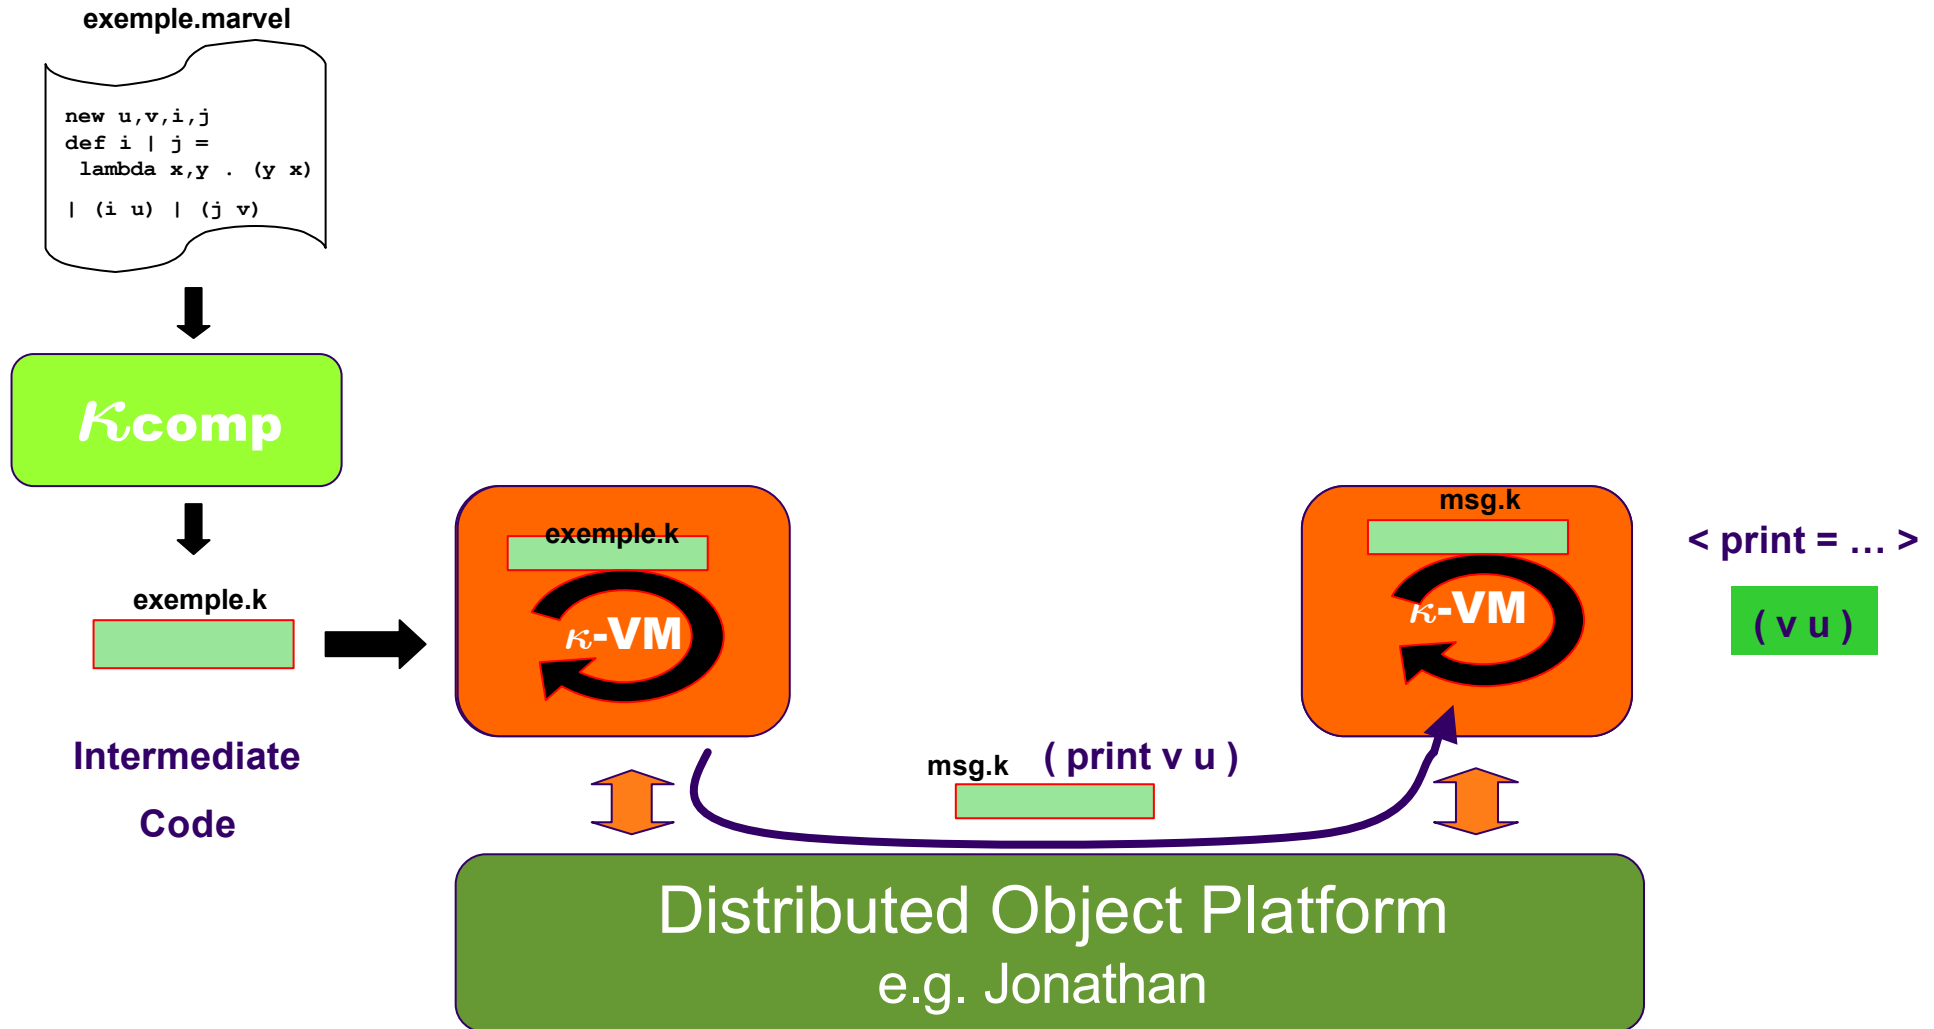 exemple.marvel
new u,v,i,j
def i | j =
lambda x,y . (y x)
| (i u) | (j v)
κcomp
exemple.k
Intermediate
Code
exemple.k
κ-VM
msg.k
κ-VM
< print = … >
( v u )
msg.k ( print v u )
Distributed Object Platform
e.g. Jonathan